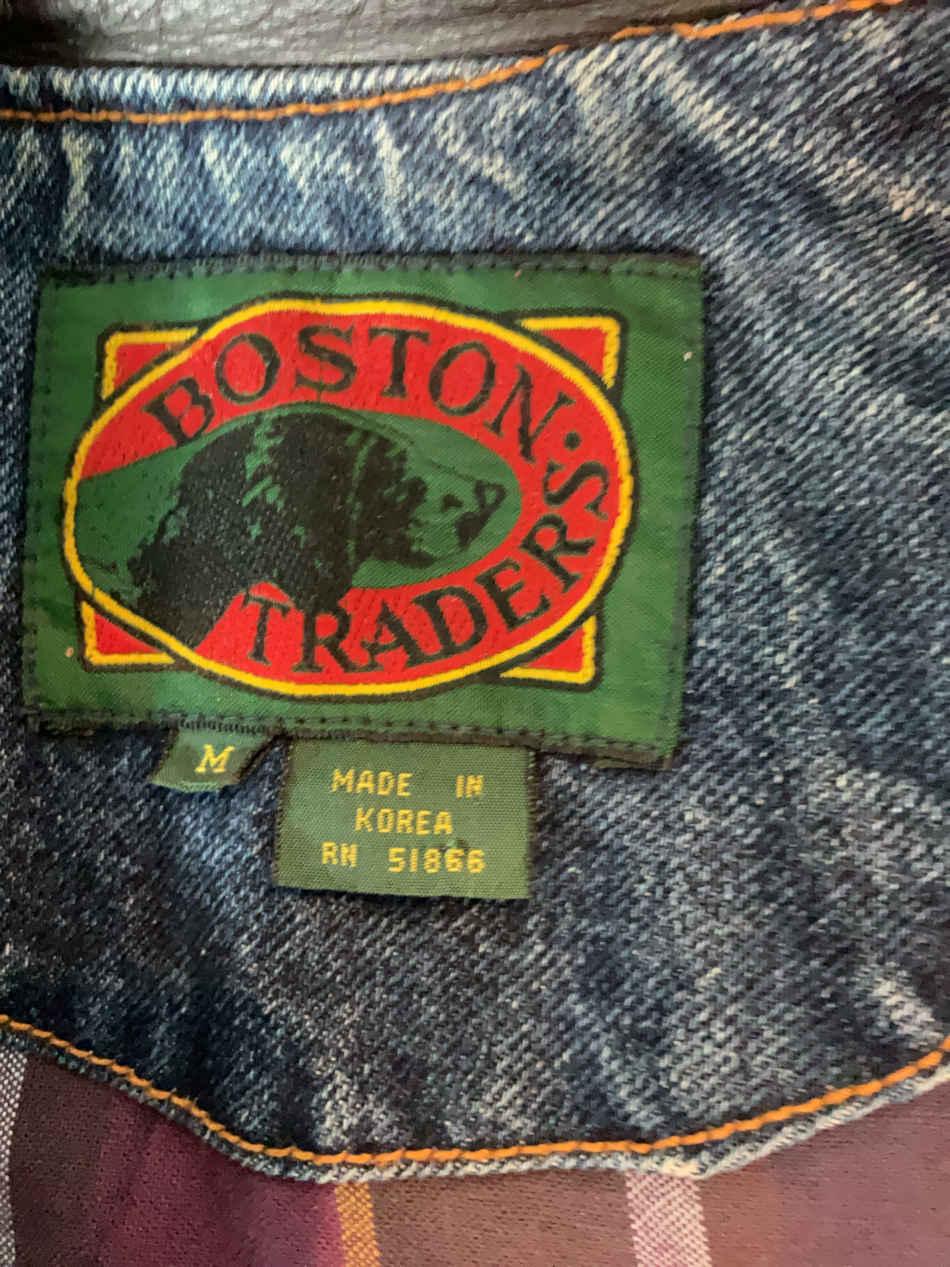 BOSTON · TRADERS
M
MADE IN
KOREA
RN 51866